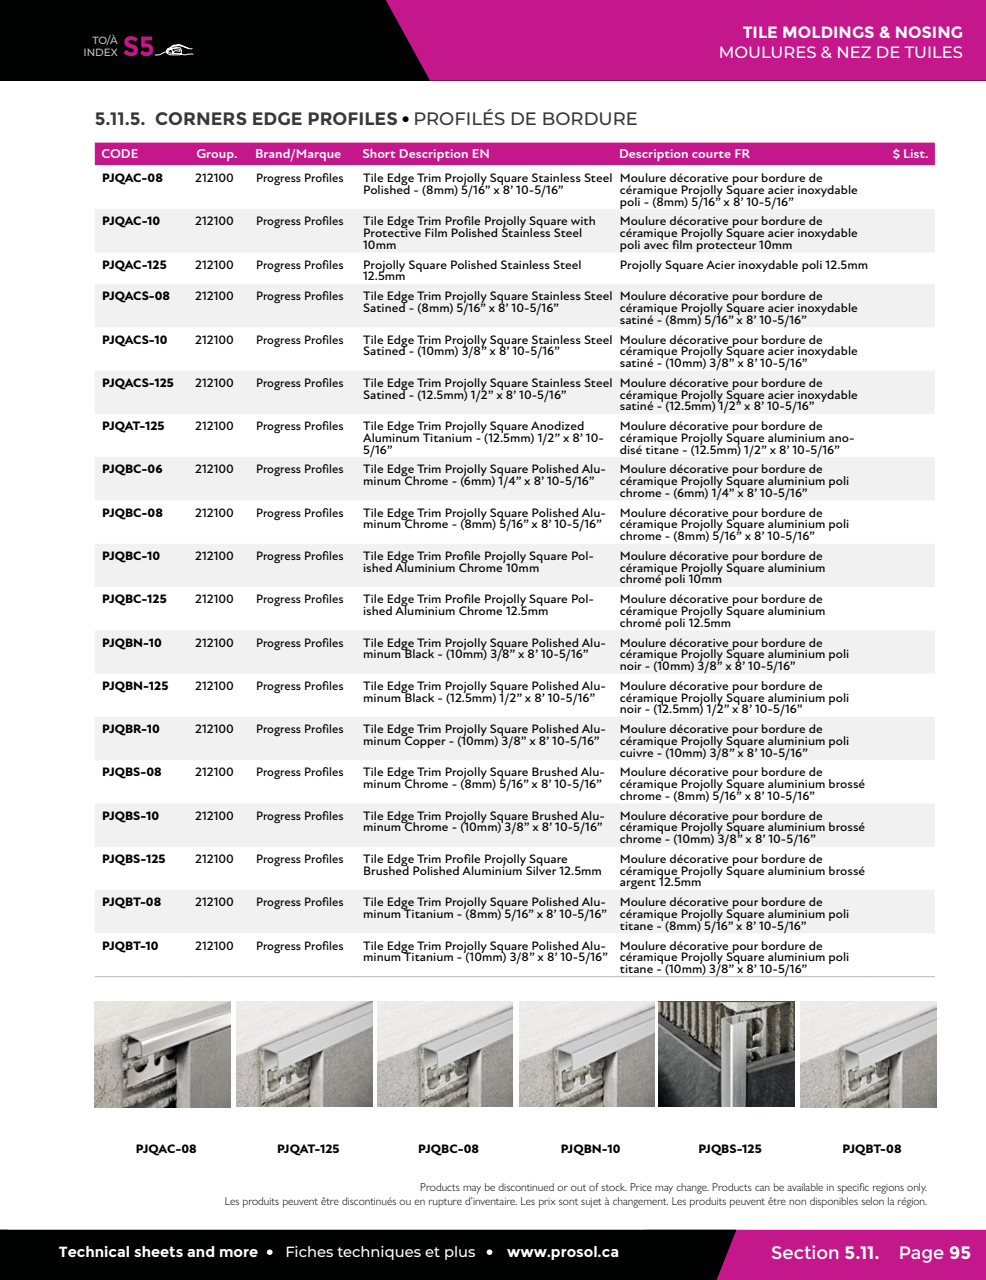 TO/À
INDEX S5
TILE MOLDINGS & NOSING
MOULURES & NEZ DE TUILES
5.11.5. CORNERS EDGE PROFILES • PROFILÉS DE BORDURE
CODE Group. Brand/Marque Short Description EN Description courte FR $ List.
PJQAC-08 212100 Progress Profiles Tile Edge Trim Projolly Square Stainless Steel Moulure décorative pour bordure de
Polished - (8mm) 5/16” x 8’ 10-5/16” céramique Projolly Square acier inoxydable
poli - (8mm) 5/16” x 8’ 10-5/16”
PJQAC-10 212100 Progress Profiles Tile Edge Trim Profile Projolly Square with Moulure décorative pour bordure de
Protective Film Polished Stainless Steel céramique Projolly Square acier inoxydable
10mm poli avec film protecteur 10mm
PJQAC-125 212100 Progress Profiles Projolly Square Polished Stainless Steel Projolly Square Acier inoxydable poli 12.5mm
12.5mm
PJQACS-08 212100 Progress Profiles Tile Edge Trim Projolly Square Stainless Steel Moulure décorative pour bordure de
Satined - (8mm) 5/16” x 8’ 10-5/16” céramique Projolly Square acier inoxydable
satiné - (8mm) 5/16” x 8’ 10-5/16”
PJQACS-10 212100 Progress Profiles Tile Edge Trim Projolly Square Stainless Steel Moulure décorative pour bordure de
Satined - (10mm) 3/8” x 8’ 10-5/16” céramique Projolly Square acier inoxydable
satiné - (10mm) 3/8” x 8’ 10-5/16”
PJQACS-125 212100 Progress Profiles Tile Edge Trim Projolly Square Stainless Steel Moulure décorative pour bordure de
Satined - (12.5mm) 1/2” x 8’ 10-5/16” céramique Projolly Square acier inoxydable
satiné - (12.5mm) 1/2” x 8’ 10-5/16”
PJQAT-125 212100 Progress Profiles Tile Edge Trim Projolly Square Anodized Moulure décorative pour bordure de
Aluminum Titanium - (12.5mm) 1/2” x 8’ 10- céramique Projolly Square aluminium ano-
5/16” disé titane - (12.5mm) 1/2” x 8’ 10-5/16”
PJQBC-06 212100 Progress Profiles Tile Edge Trim Projolly Square Polished Alu- Moulure décorative pour bordure de
minum Chrome - (6mm) 1/4” x 8’ 10-5/16” céramique Projolly Square aluminium poli
chrome - (6mm) 1/4” x 8’ 10-5/16”
PJQBC-08 212100 Progress Profiles Tile Edge Trim Projolly Square Polished Alu- Moulure décorative pour bordure de
minum Chrome - (8mm) 5/16” x 8’ 10-5/16” céramique Projolly Square aluminium poli
chrome - (8mm) 5/16” x 8’ 10-5/16”
PJQBC-10 212100 Progress Profiles Tile Edge Trim Profile Projolly Square Pol- Moulure décorative pour bordure de
ished Aluminium Chrome 10mm céramique Projolly Square aluminium
chromé poli 10mm
PJQBC-125 212100 Progress Profiles Tile Edge Trim Profile Projolly Square Pol- Moulure décorative pour bordure de
ished Aluminium Chrome 12.5mm céramique Projolly Square aluminium
chromé poli 12.5mm
PJQBN-10 212100 Progress Profiles Tile Edge Trim Projolly Square Polished Alu- Moulure décorative pour bordure de
minum Black - (10mm) 3/8” x 8’ 10-5/16” céramique Projolly Square aluminium poli
noir - (10mm) 3/8” x 8’ 10-5/16”
PJQBN-125 212100 Progress Profiles Tile Edge Trim Projolly Square Polished Alu- Moulure décorative pour bordure de
minum Black - (12.5mm) 1/2” x 8’ 10-5/16” céramique Projolly Square aluminium poli
noir - (12.5mm) 1/2” x 8’ 10-5/16”
PJQBR-10 212100 Progress Profiles Tile Edge Trim Projolly Square Polished Alu- Moulure décorative pour bordure de
minum Copper - (10mm) 3/8” x 8’ 10-5/16” céramique Projolly Square aluminium poli
cuivre - (10mm) 3/8” x 8’ 10-5/16”
PJQBS-08 212100 Progress Profiles Tile Edge Trim Projolly Square Brushed Alu- Moulure décorative pour bordure de
minum Chrome - (8mm) 5/16” x 8’ 10-5/16” céramique Projolly Square aluminium brossé
chrome - (8mm) 5/16” x 8’ 10-5/16”
PJQBS-10 212100 Progress Profiles Tile Edge Trim Projolly Square Brushed Alu- Moulure décorative pour bordure de
minum Chrome - (10mm) 3/8” x 8’ 10-5/16” céramique Projolly Square aluminium brossé
chrome - (10mm) 3/8” x 8’ 10-5/16”
PJQBS-125 212100 Progress Profiles Tile Edge Trim Profile Projolly Square Moulure décorative pour bordure de
Brushed Polished Aluminium Silver 12.5mm céramique Projolly Square aluminium brossé
argent 12.5mm
PJQBT-08 212100 Progress Profiles Tile Edge Trim Projolly Square Polished Alu- Moulure décorative pour bordure de
minum Titanium - (8mm) 5/16” x 8’ 10-5/16” céramique Projolly Square aluminium poli
titane - (8mm) 5/16” x 8’ 10-5/16”
PJQBT-10 212100 Progress Profiles Tile Edge Trim Projolly Square Polished Alu- Moulure décorative pour bordure de
minum Titanium - (10mm) 3/8” x 8’ 10-5/16” céramique Projolly Square aluminium poli
titane - (10mm) 3/8” x 8’ 10-5/16”
PJQAC-08 PJQAT-125 PJQBC-08 PJQBN-10 PJQBS-125 PJQBT-08
Products may be discontinued or out of stock. Price may change. Products can be available in specific regions only.
Les produits peuvent être discontinués ou en rupture d’inventaire. Les prix sont sujet à changement. Les produits peuvent être non disponibles selon la région.
Technical sheets and more • Fiches techniques et plus • www.prosol.ca
Section 5.11. Page 95